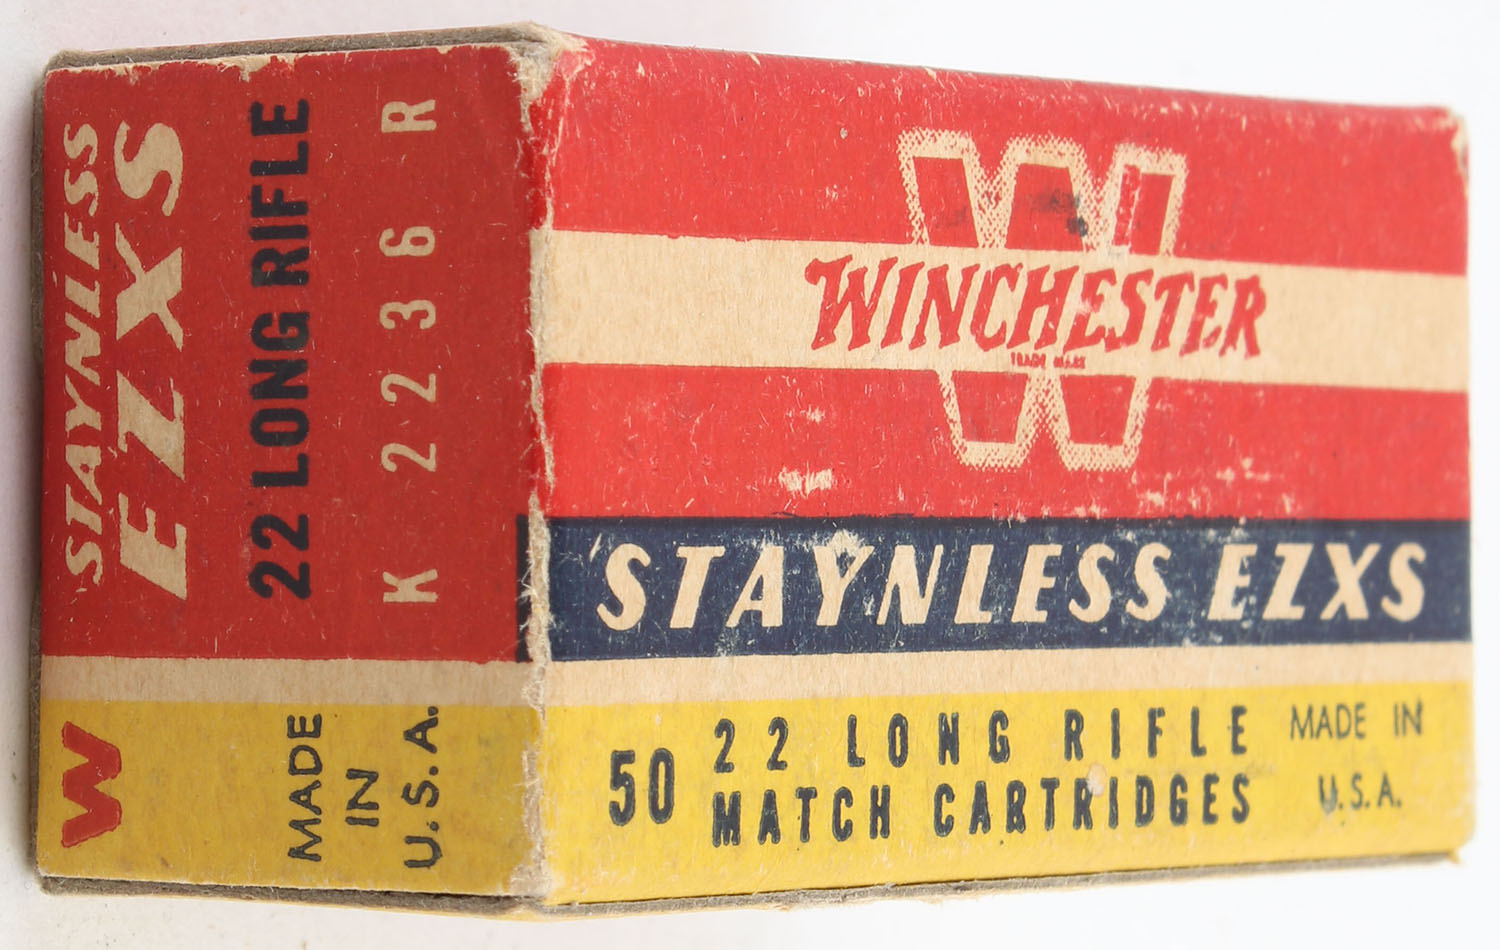 STAYNLESS
EZXS
22 LONG RIFLE
K2236R
W
MADE
IN
U.S.A.
W
WINCHESTER
TRADE MARK
STAYNLESS EZXS
50
22 LONG RIFLE
MATCH CARTRIDGES
MADE IN
U.S.A.